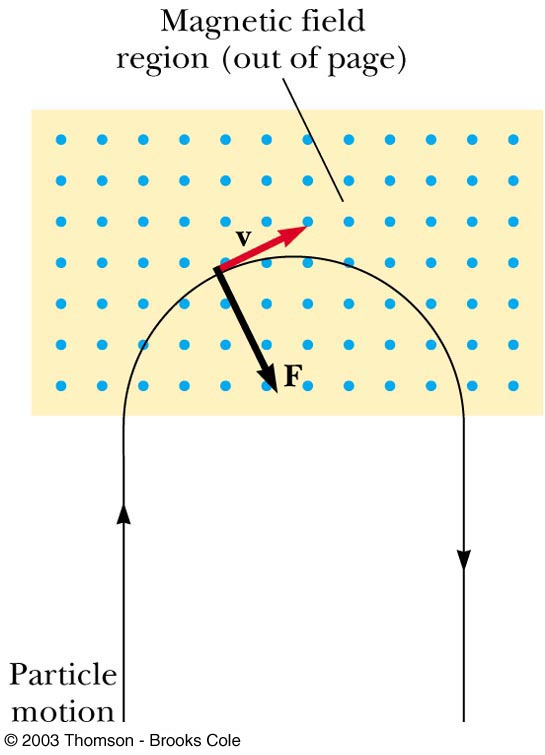 Magnetic field
region (out of page)
v
F
Particle
motion
© 2003 Thomson - Brooks Cole